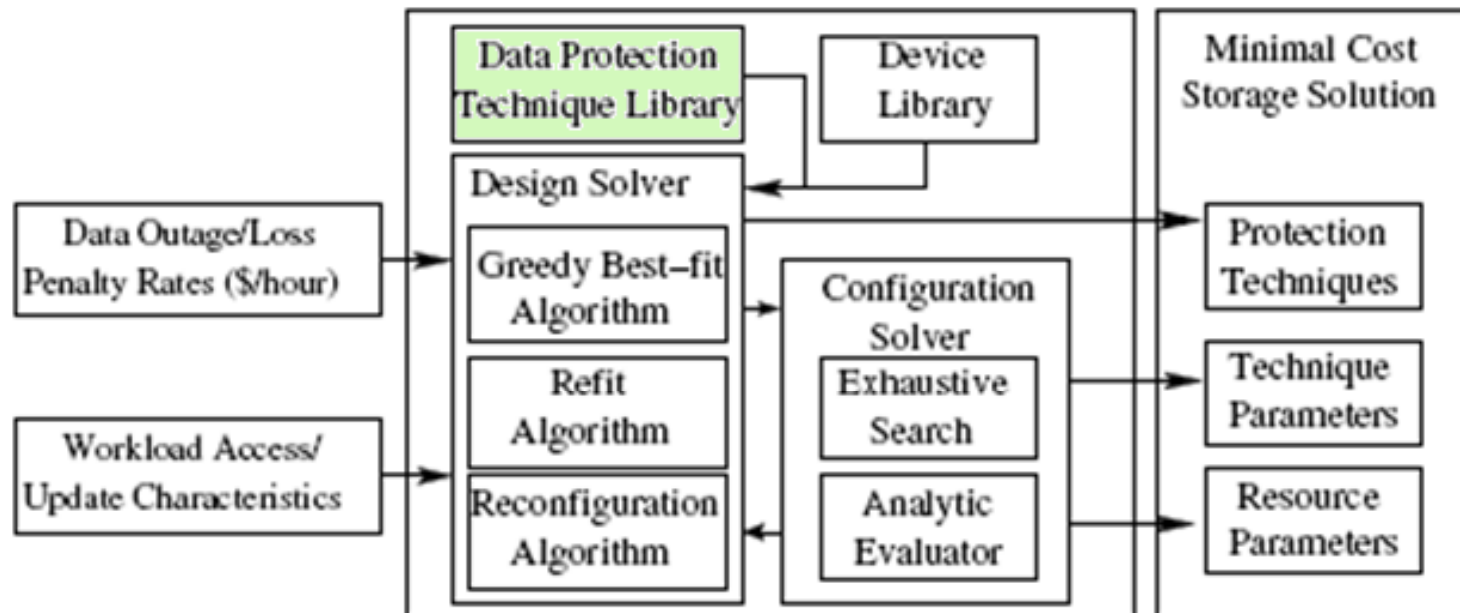 Data Protection
Technique Library
Device
Library
Minimal Cost
Storage Solution
Design Solver
Data Outage/Loss
Penalty Rates ($/hour)
Greedy Best–fit
Algorithm
Configuration
Solver
Protection
Techniques
Refit
Algorithm
Exhaustive
Search
Technique
Parameters
Workload Access/
Update Characteristics
Reconfiguration
Algorithm
Analytic
Evaluator
Resource
Parameters